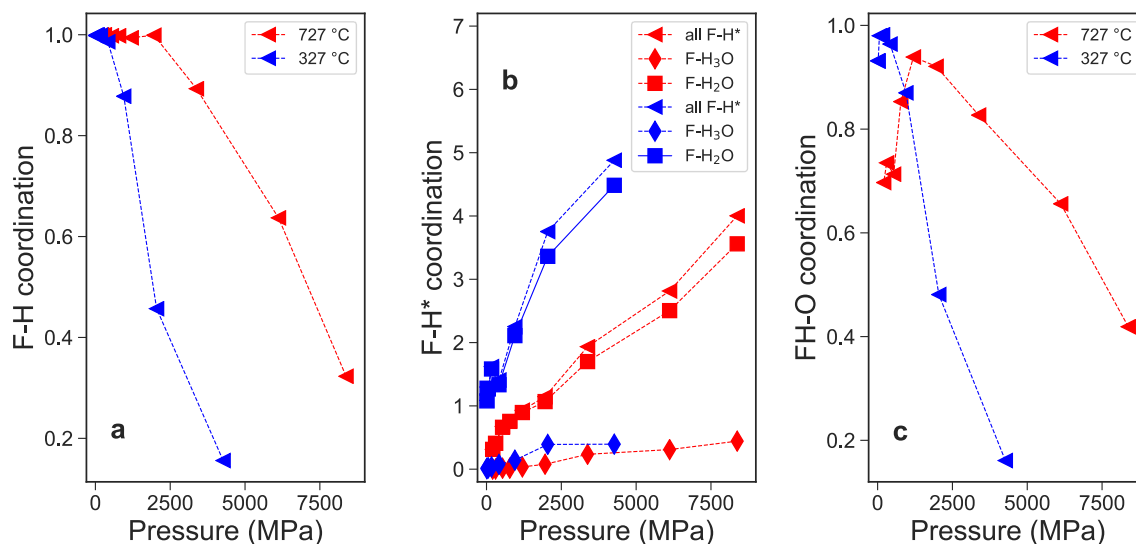 F-H coordination
1.0
0.8
0.6
0.4
0.2
727 °C
327 °C
a
0 2500 5000 7500
Pressure (MPa)
F-H* coordination
7
6
5
4
3
2
1
0
b
all F-H*
F-H₃O
F-H₂O
all F-H*
F-H₃O
F-H₂O
0 2500 5000 7500
Pressure (MPa)
FH-O coordination
1.0
0.8
0.6
0.4
0.2
727 °C
327 °C
c
0 2500 5000 7500
Pressure (MPa)